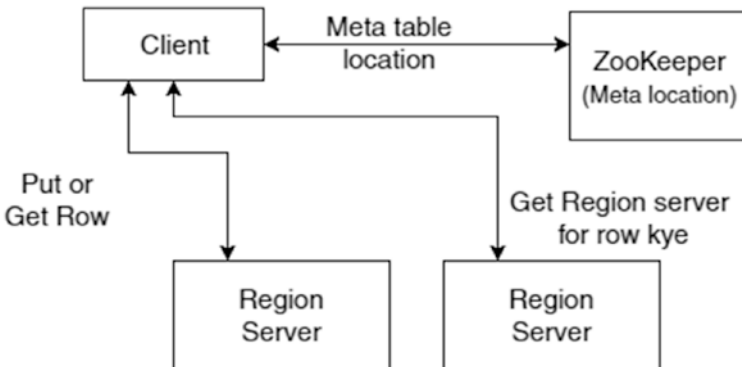 Client
Meta table
location
ZooKeeper
(Meta location)
Put or
Get Row
Get Region server
for row kye
Region
Server
Region
Server